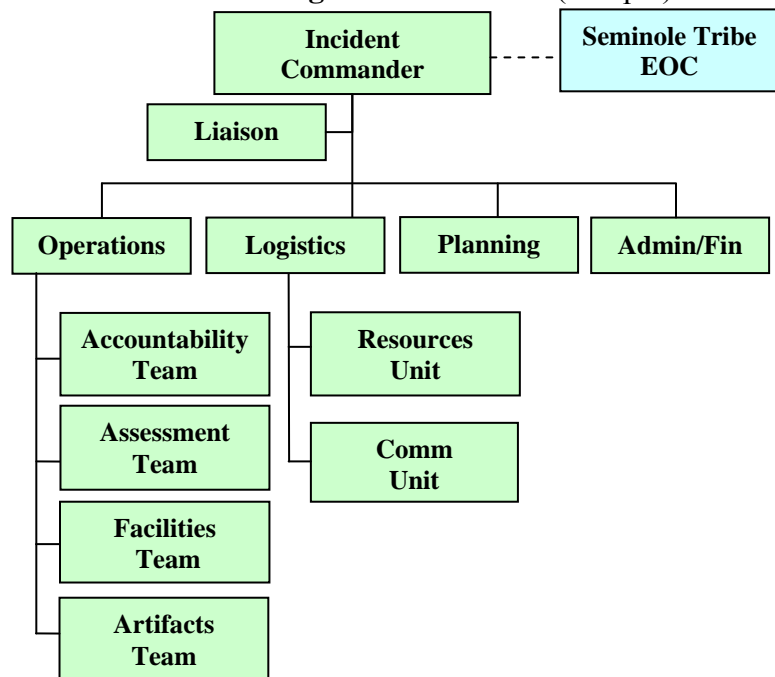 Incident
Commander
Seminole Tribe
EOC
Liaison
Operations
Logistics
Planning
Admin/Fin
Accountability
Team
Resources
Unit
Assessment
Team
Comm
Unit
Facilities
Team
Artifacts
Team